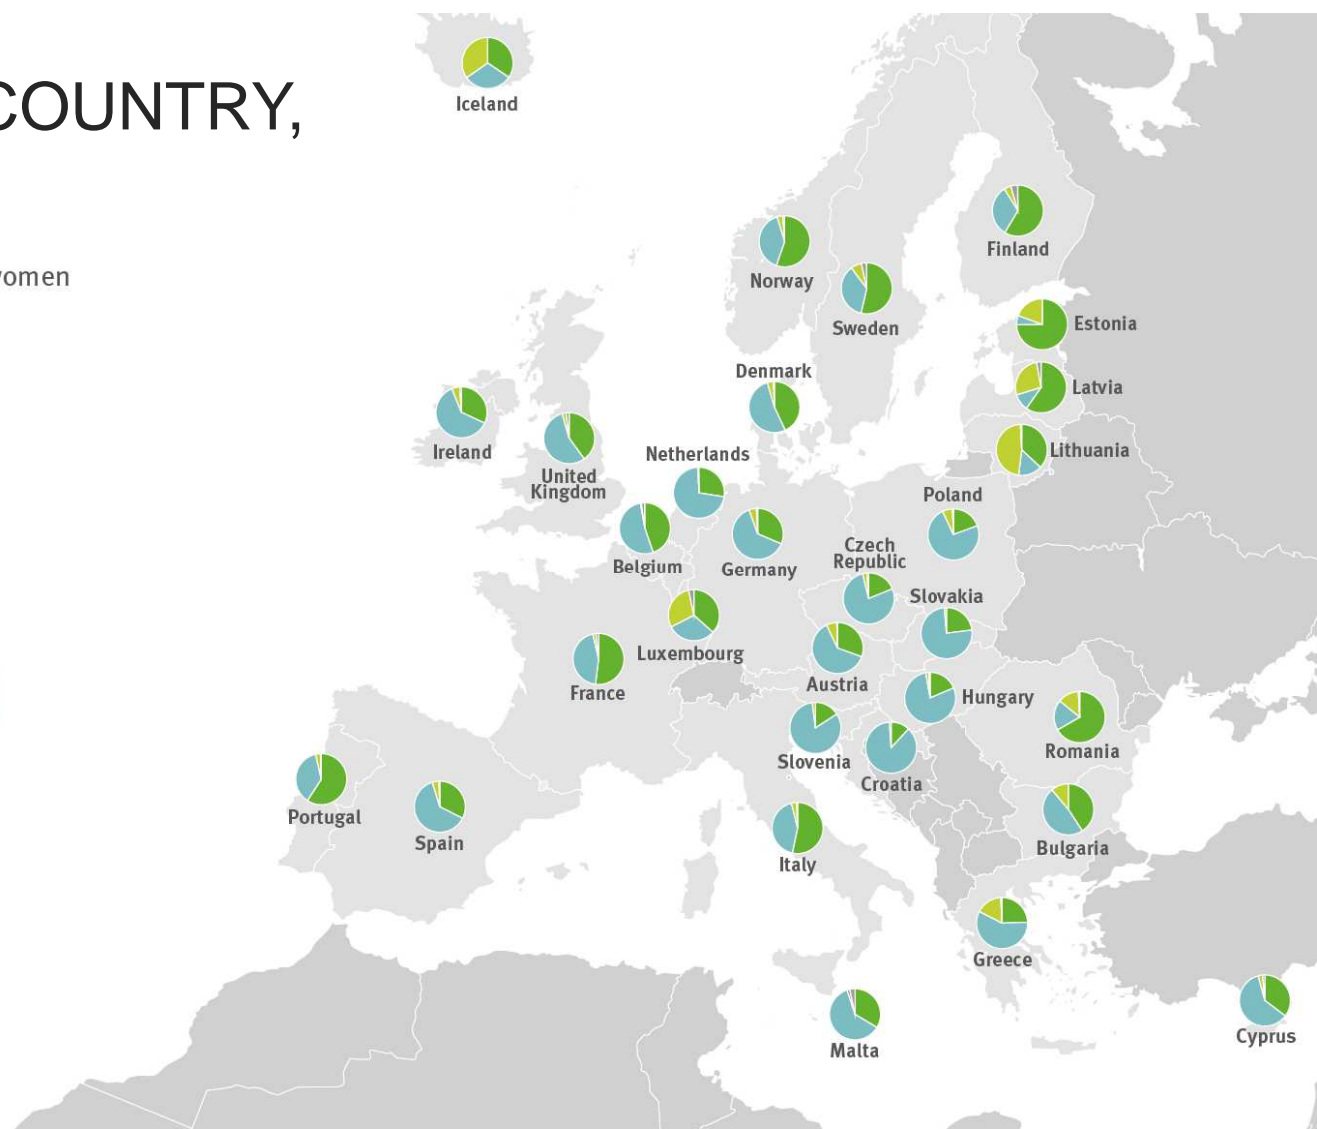 COUNTRY,
women
Iceland
Finland
Norway
Sweden
Estonia
Denmark
Latvia
Ireland
Lithuania
Netherlands
United
Kingdom
Poland
Czech
Republic
Belgium
Germany
Slovakia
Luxembourg
Austria
France
Hungary
Romania
Slovenia
Croatia
Portugal
Spain
Bulgaria
Italy
Greece
Cyprus
Malta